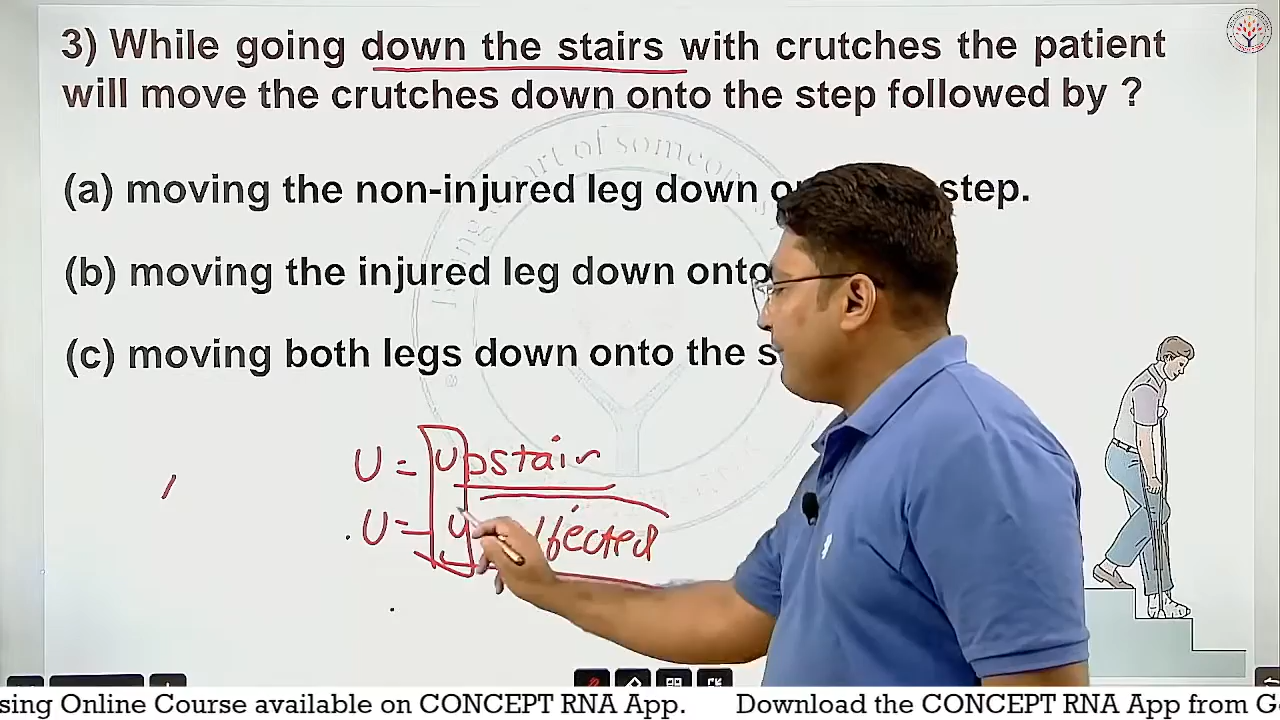 3) While going down the stairs with crutches the patient
will move the crutches down onto the step followed by ?
(a) moving the non-injured leg down step.
(b) moving the injured leg down onto
(c) moving both legs down onto the s
U = Upstair
U =
sing Online Course available on CONCEPT RNA App. Download the CONCEPT RNA App from G